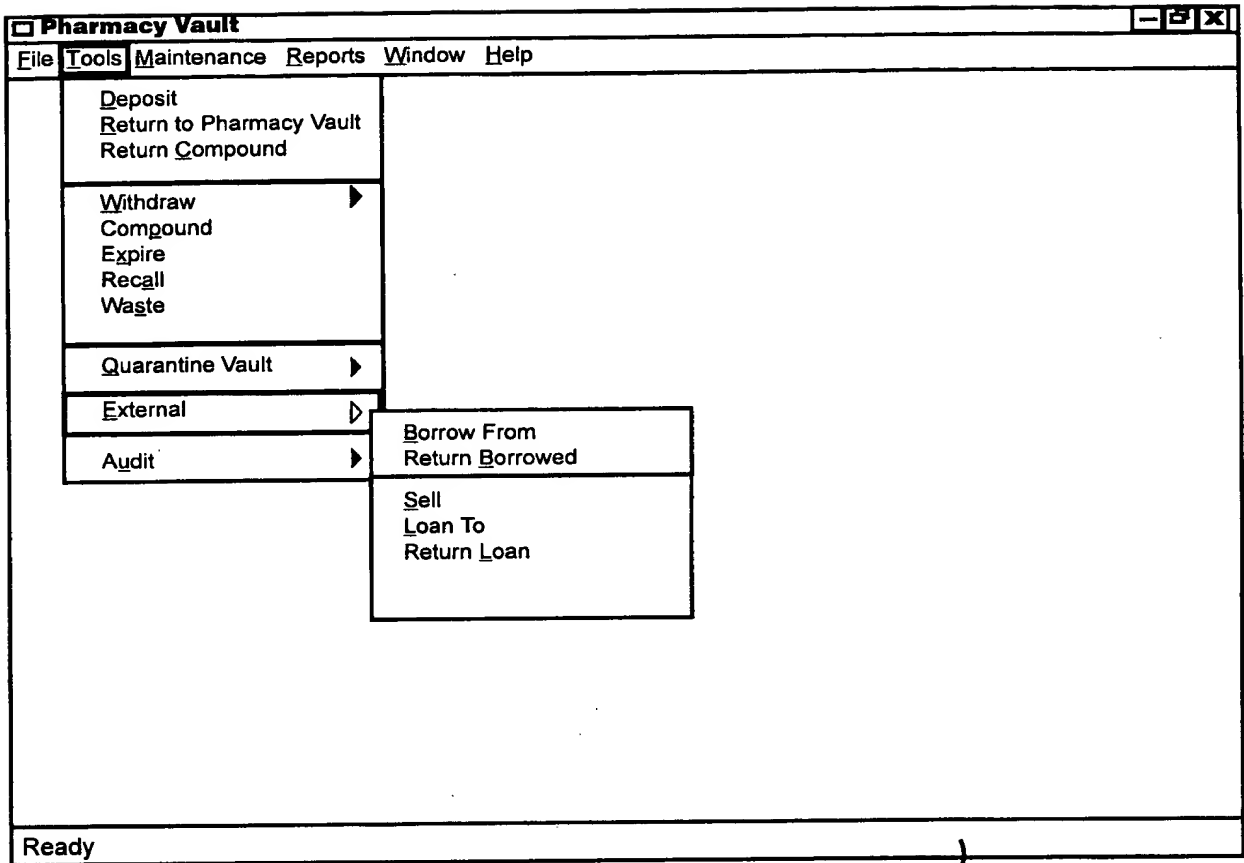 Pharmacy Vault
File Tools Maintenance Reports Window Help
Deposit
Return to Pharmacy Vault
Return Compound
Withdraw
Compound
Expire
Recall
Waste
Quarantine Vault
External
Audit
Borrow From
Return Borrowed
Sell
Loan To
Return Loan
Ready